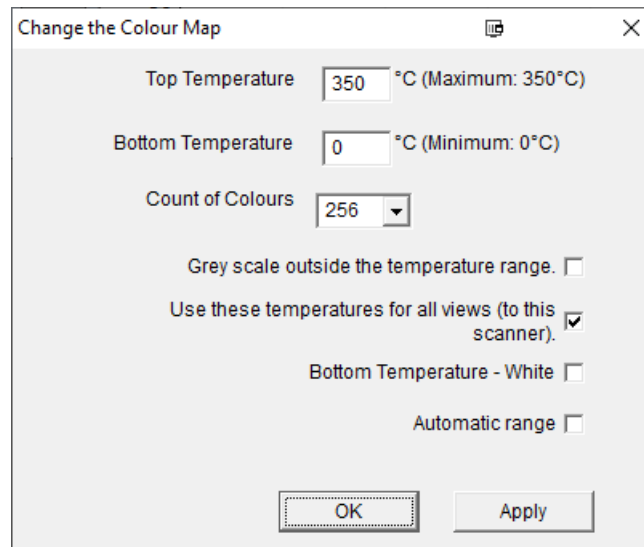 Change the Colour Map
Top Temperature 350 °C (Maximum: 350°C)
Bottom Temperature 0 °C (Minimum: 0°C)
Count of Colours 256
Grey scale outside the temperature range.
Use these temperatures for all views (to this
scanner).
Bottom Temperature - White
Automatic range
OK Apply